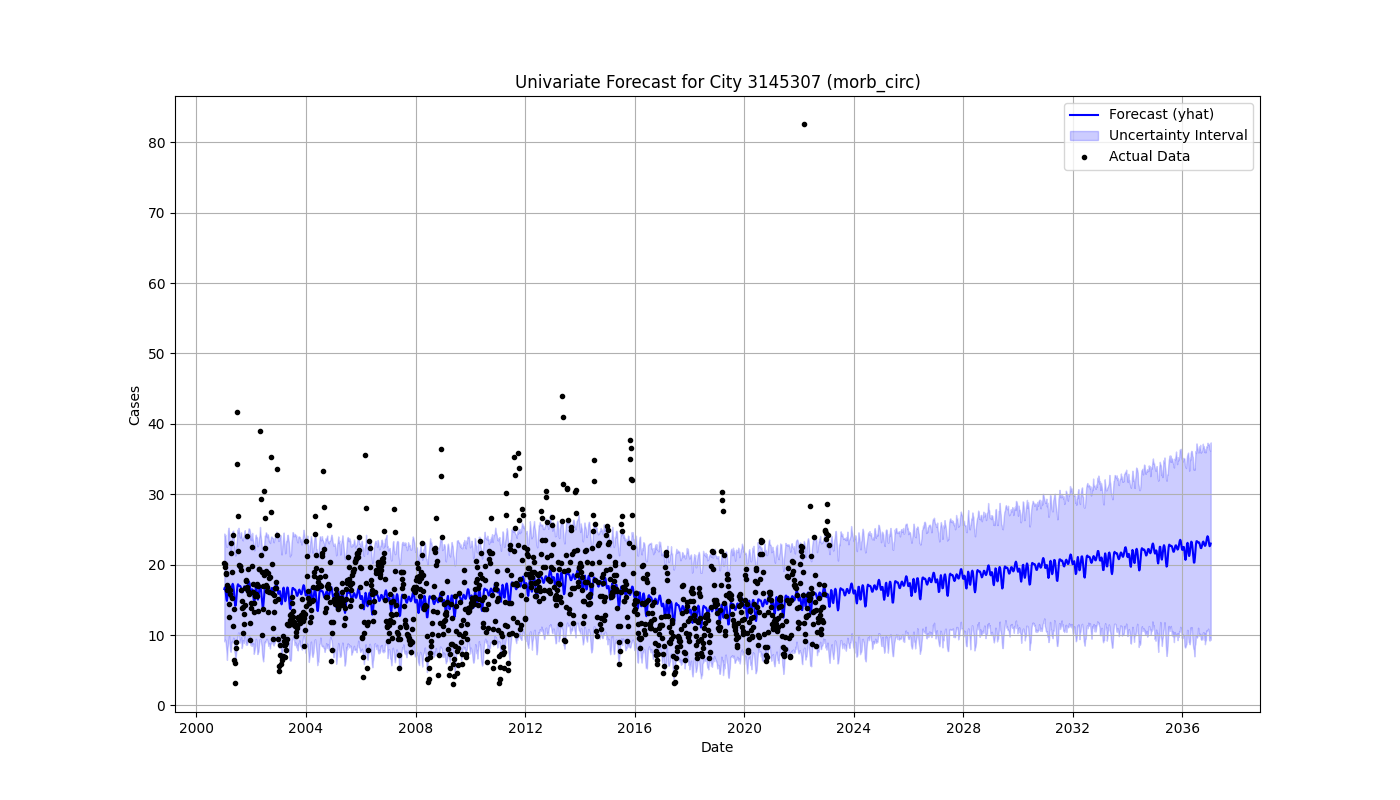 Univariate Forecast for City 3145307 (morb_circ)
Forecast (yhat)
Uncertainty Interval
Actual Data
Cases
80
70
60
50
40
30
20
10
0
2000 2004 2008 2012 2016 2020 2024 2028 2032 2036
Date